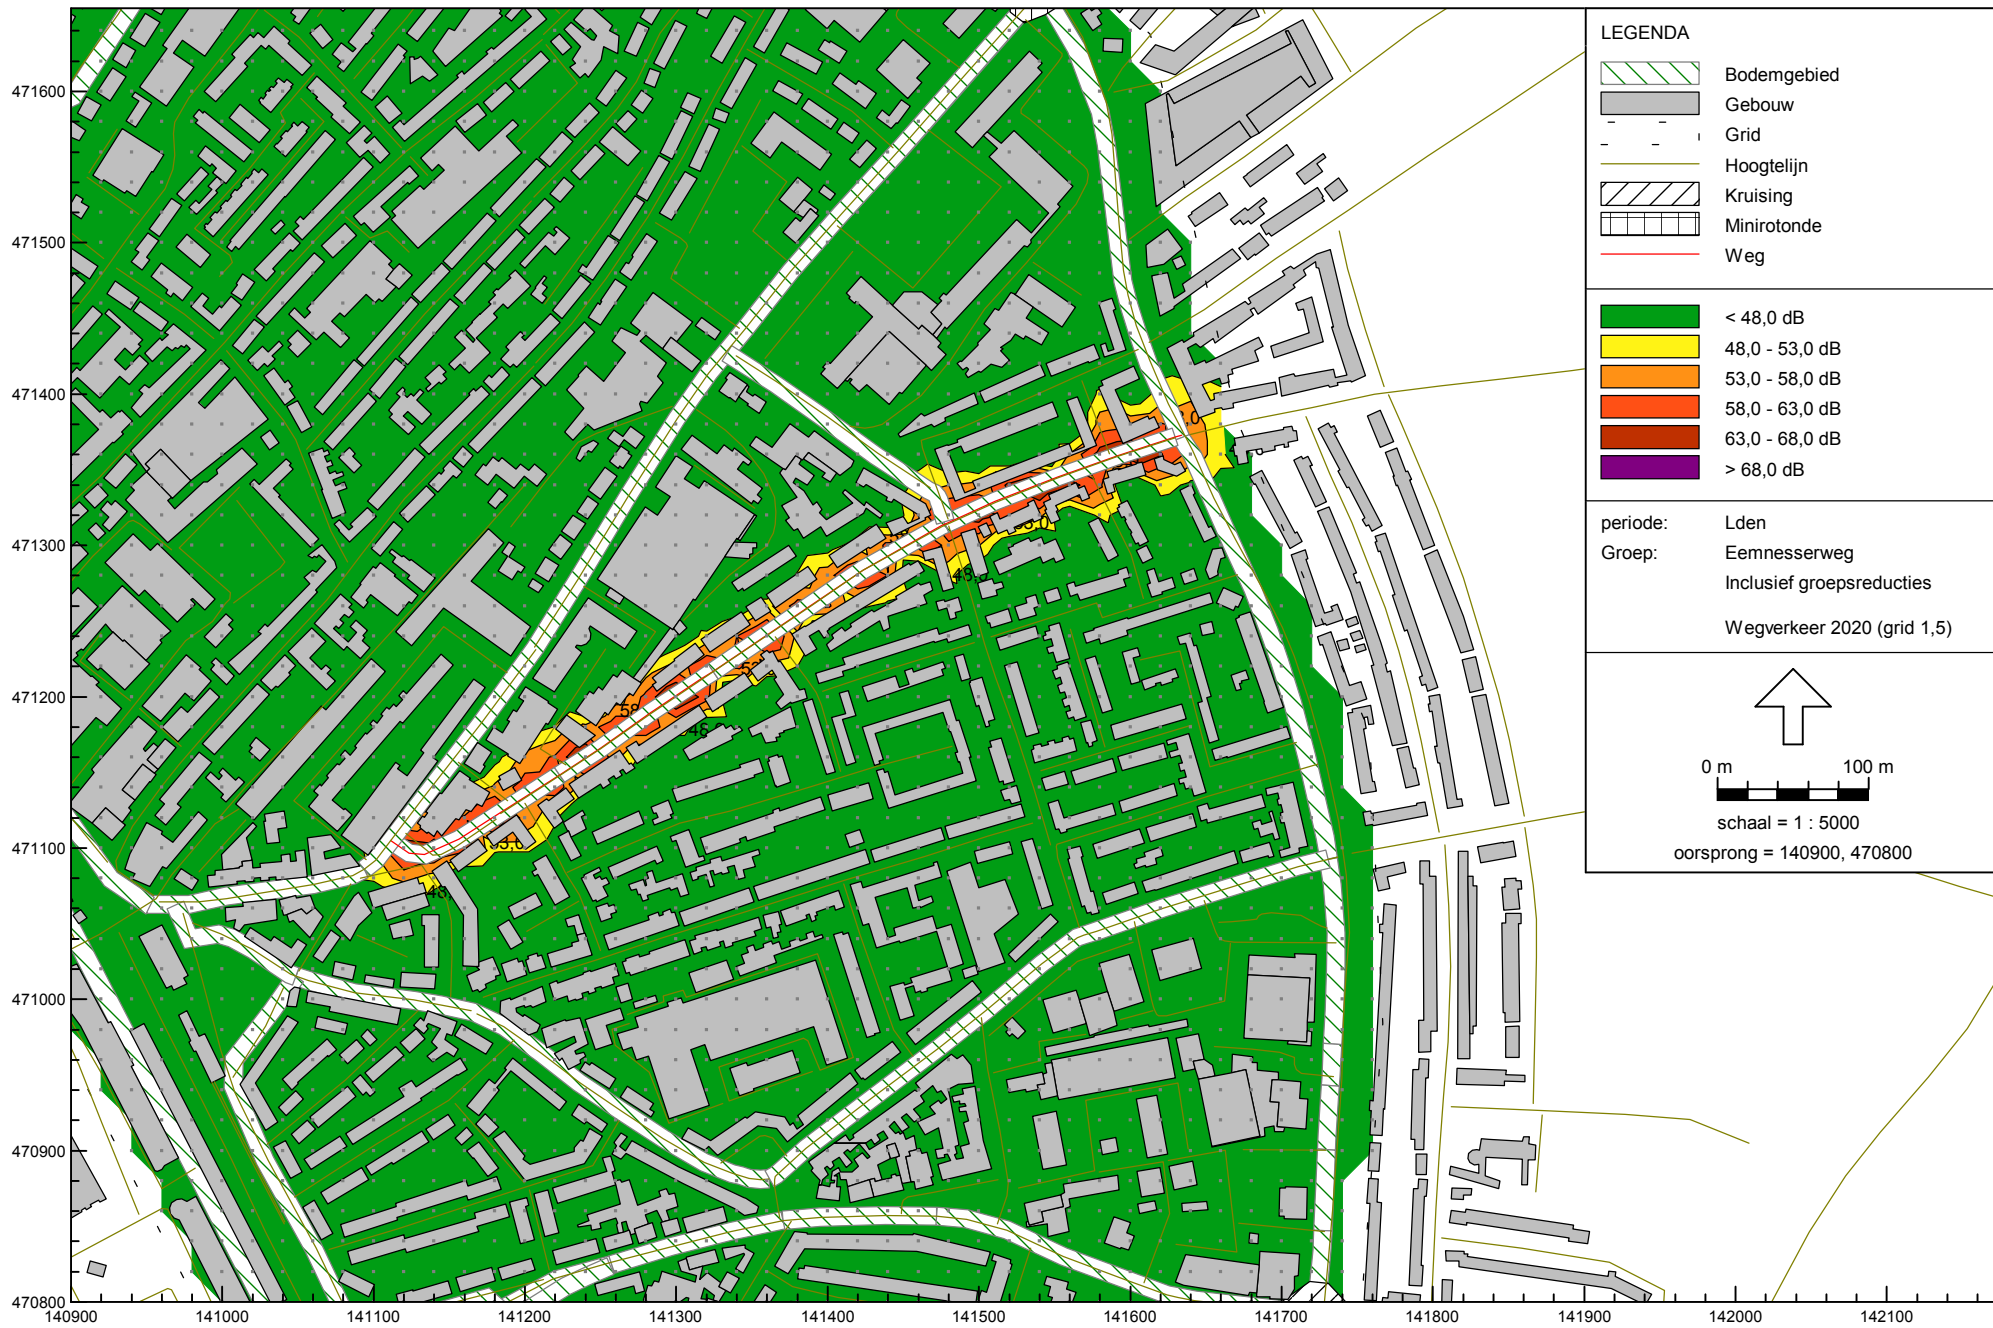 LEGENDA
Bodemgebied
Gebouw
Grid
Hoogtelijn
Kruising
Minirotonde
Weg
< 48,0 dB
48,0 - 53,0 dB
53,0 - 58,0 dB
58,0 - 63,0 dB
63,0 - 68,0 dB
> 68,0 dB
periode: Lden
Groep: Eemnesserweg
Inclusief groepsreducties
Wegverkeer 2020 (grid 1,5)
0 m 100 m
schaal = 1 : 5000
oorsprong = 140900, 470800
471600
471500
471400
471300
471200
471100
471000
470900
470800
140900 141000 141100 141200 141300 141400 141500 141600 141700 141800 141900 142000 142100